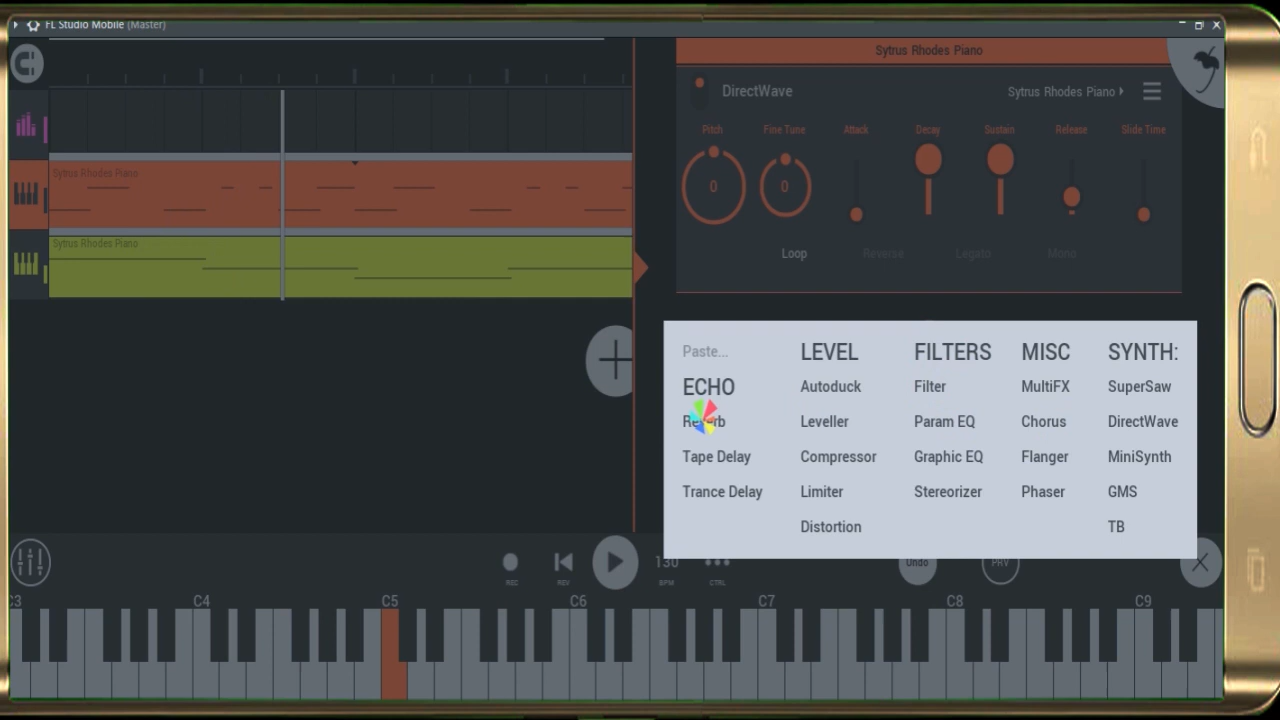 FL Studio Mobile (Master)
Sytrus Rhodes Piano
DirectWave
Sytrus Rhodes Piano
Pitch Fine Tune Attack Decay Sustain Release Slide Time
0 0
Loop Reverse Legato Mono
Sytrus Rhodes Piano
Sytrus Rhodes Piano
Paste... LEVEL FILTERS MISC SYNTH:
ECHO Autoduck Filter MultiFX SuperSaw
Reverb Leveller Param EQ Chorus DirectWave
Tape Delay Compressor Graphic EQ Flanger MiniSynth
Trance Delay Limiter Stereorizer Phaser GMS
Distortion TB
130 Undo PRV
REC REV BPM CTRL
C3 C4 C5 C6 C7 C8 C9